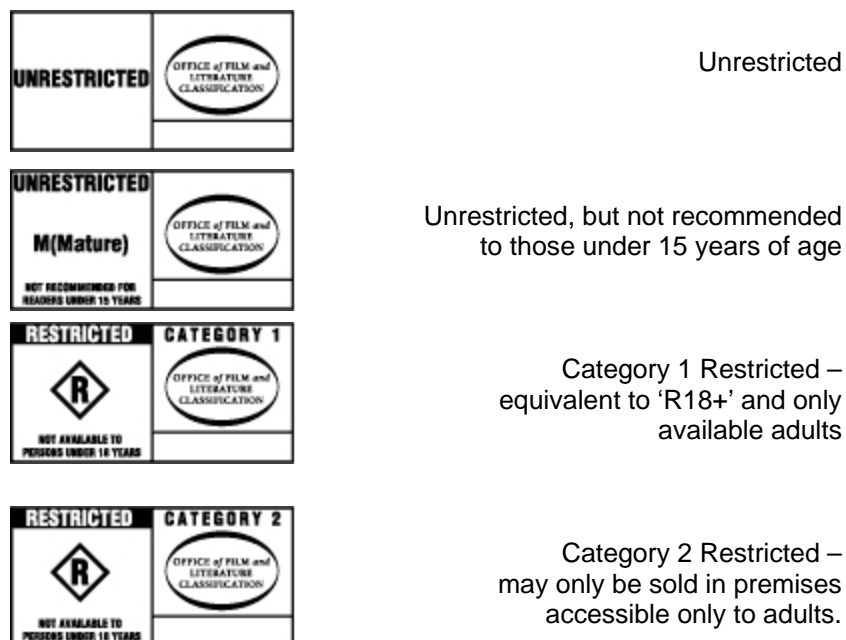 UNRESTRICTED
OFFICE of FILM and
LITERATURE
CLASSIFICATION
Unrestricted
UNRESTRICTED
M(Mature)
NOT RECOMMENDED FOR
READERS UNDER 15 YEARS
OFFICE of FILM and
LITERATURE
CLASSIFICATION
Unrestricted, but not recommended
to those under 15 years of age
RESTRICTED
R
NOT AVAILABLE TO
PERSONS UNDER 18 YEARS
CATEGORY 1
OFFICE of FILM and
LITERATURE
CLASSIFICATION
Category 1 Restricted –
equivalent to ‘R18+’ and only
available adults
RESTRICTED
R
NOT AVAILABLE TO
PERSONS UNDER 18 YEARS
CATEGORY 2
OFFICE of FILM and
LITERATURE
CLASSIFICATION
Category 2 Restricted –
may only be sold in premises
accessible only to adults.